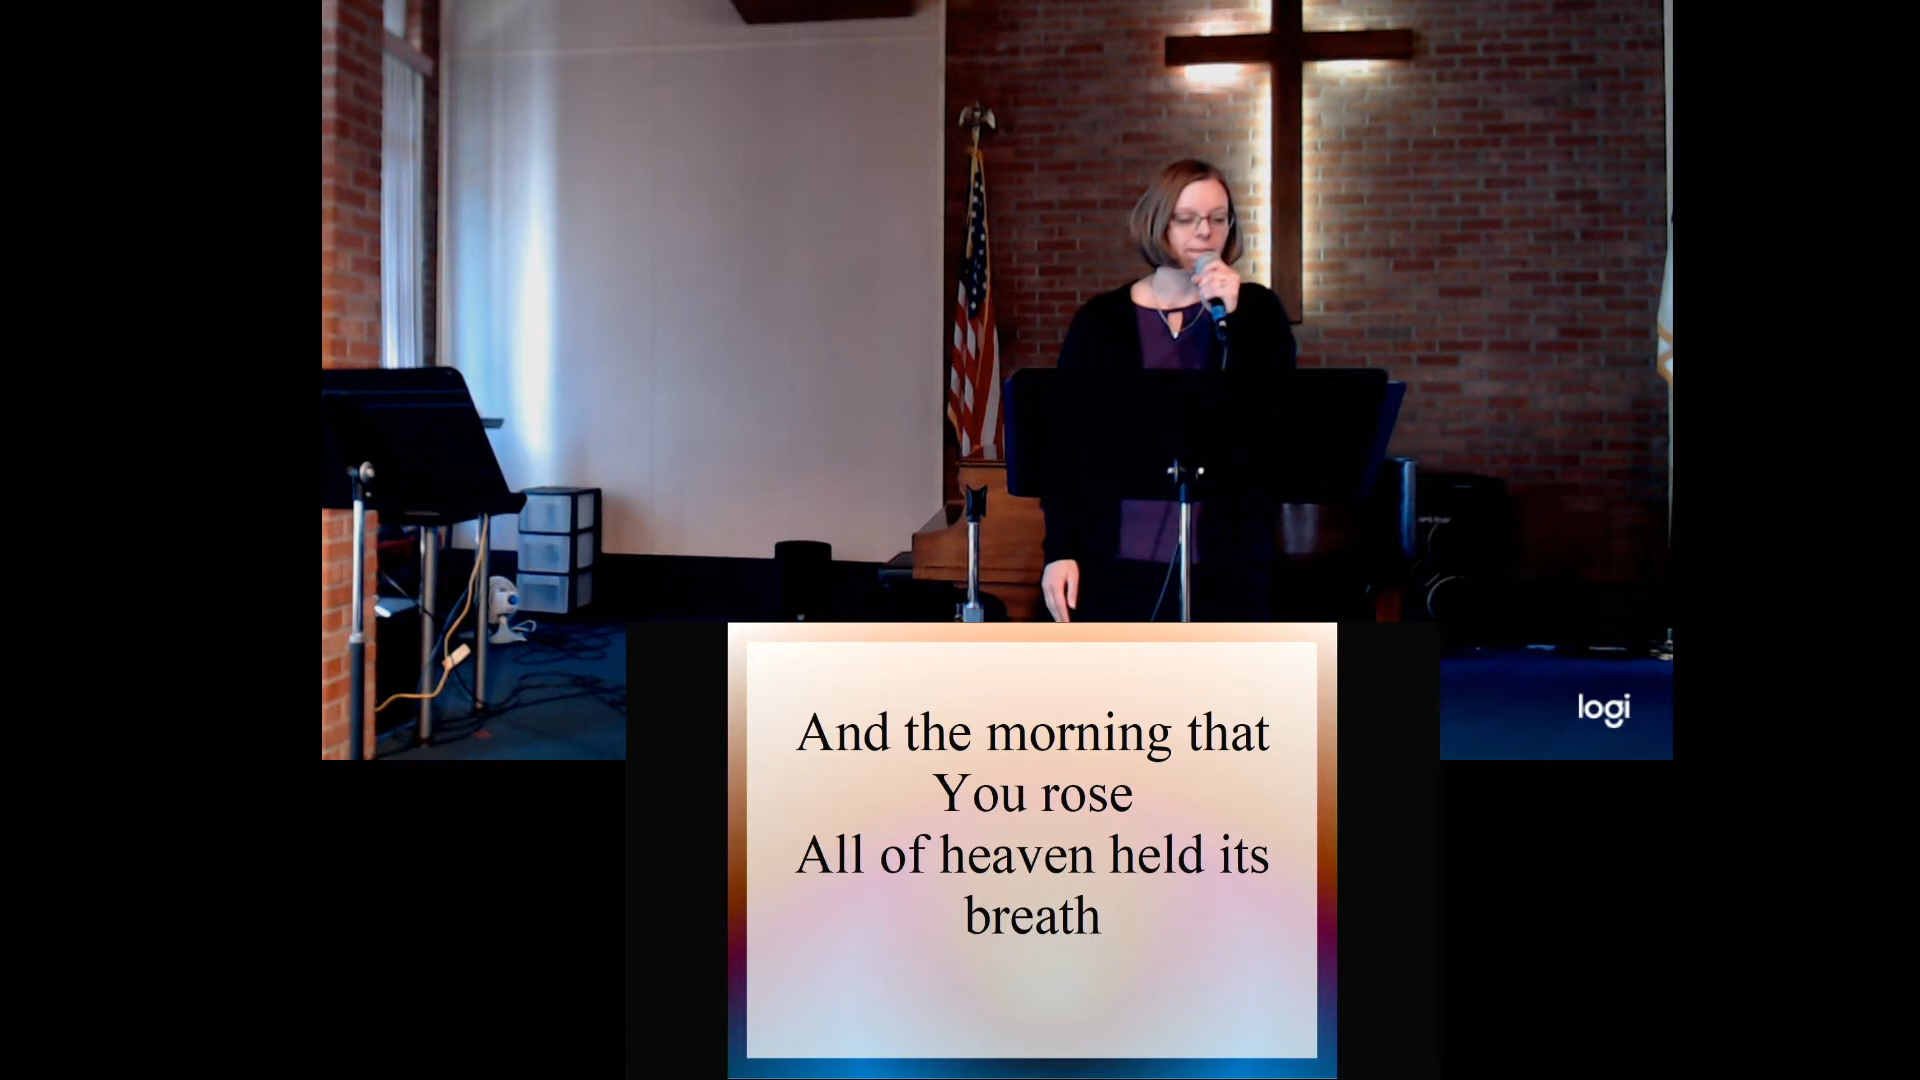 logi
And the morning that
You rose
All of heaven held its
breath